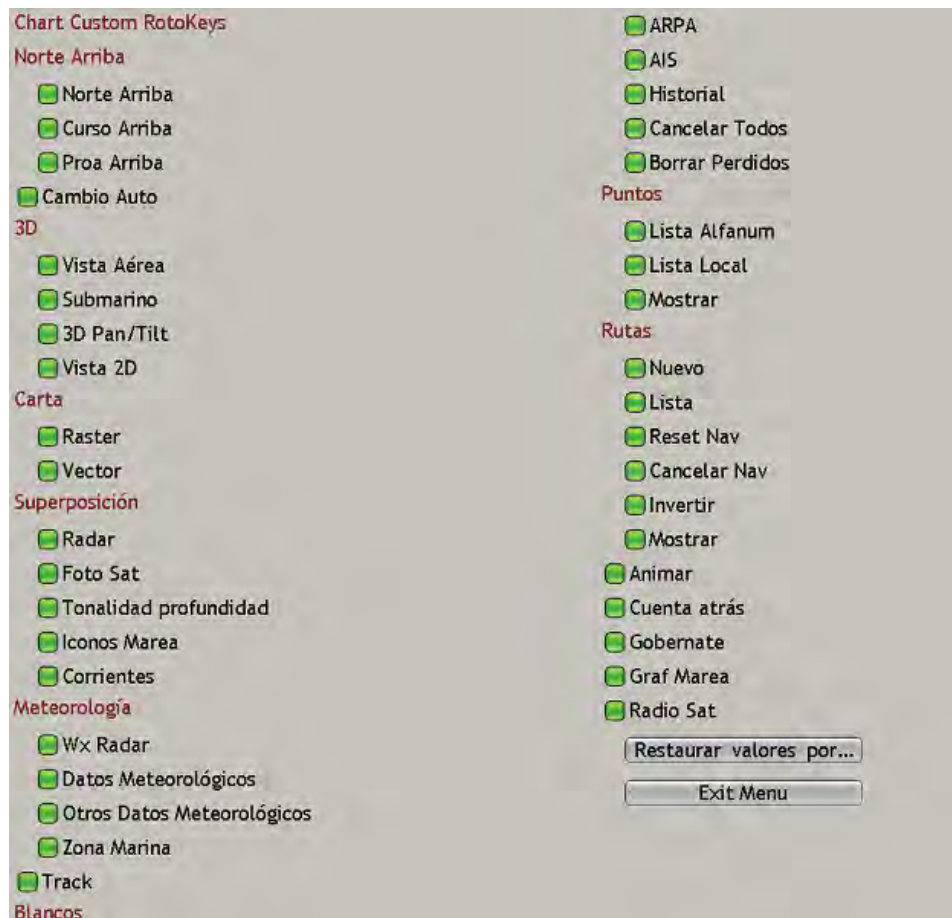 Chart Custom RotoKeys
Norte Arriba
Norte Arriba
Curso Arriba
Proa Arriba
Cambio Auto
3D
Vista Aérea
Submarino
3D Pan/Tilt
Vista 2D
Carta
Raster
Vector
Superposición
Radar
Foto Sat
Tonalidad profundidad
Iconos Marea
Corrientes
Meteorología
Wx Radar
Datos Meteorológicos
Otros Datos Meteorológicos
Zona Marina
Track
Blancos
ARPA
AIS
Historial
Cancelar Todos
Borrar Perdidos
Puntos
Lista Alfanum
Lista Local
Mostrar
Rutas
Nuevo
Lista
Reset Nav
Cancelar Nav
Invertir
Mostrar
Animar
Cuenta atrás
Gobernate
Graf Marea
Radio Sat
Restaurar valores por...
Exit Menu